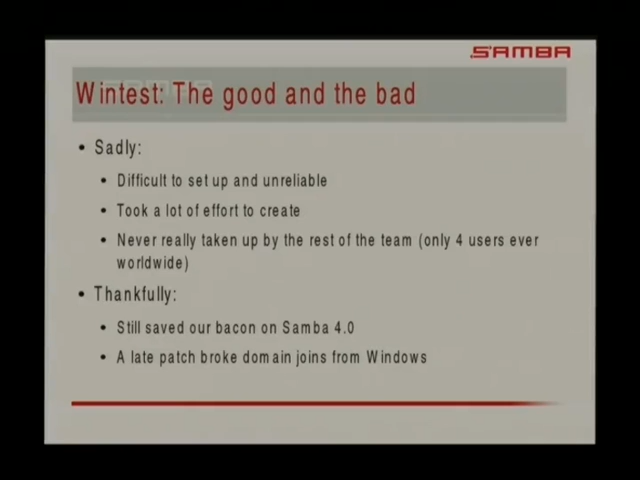 SAMBA
Wintest: The good and the bad
• Sadly:
• Difficult to set up and unreliable
• Took a lot of effort to create
• Never really taken up by the rest of the team (only 4 users ever
worldwide)
• Thankfully:
• Still saved our bacon on Samba 4.0
• A late patch broke domain joins from Windows